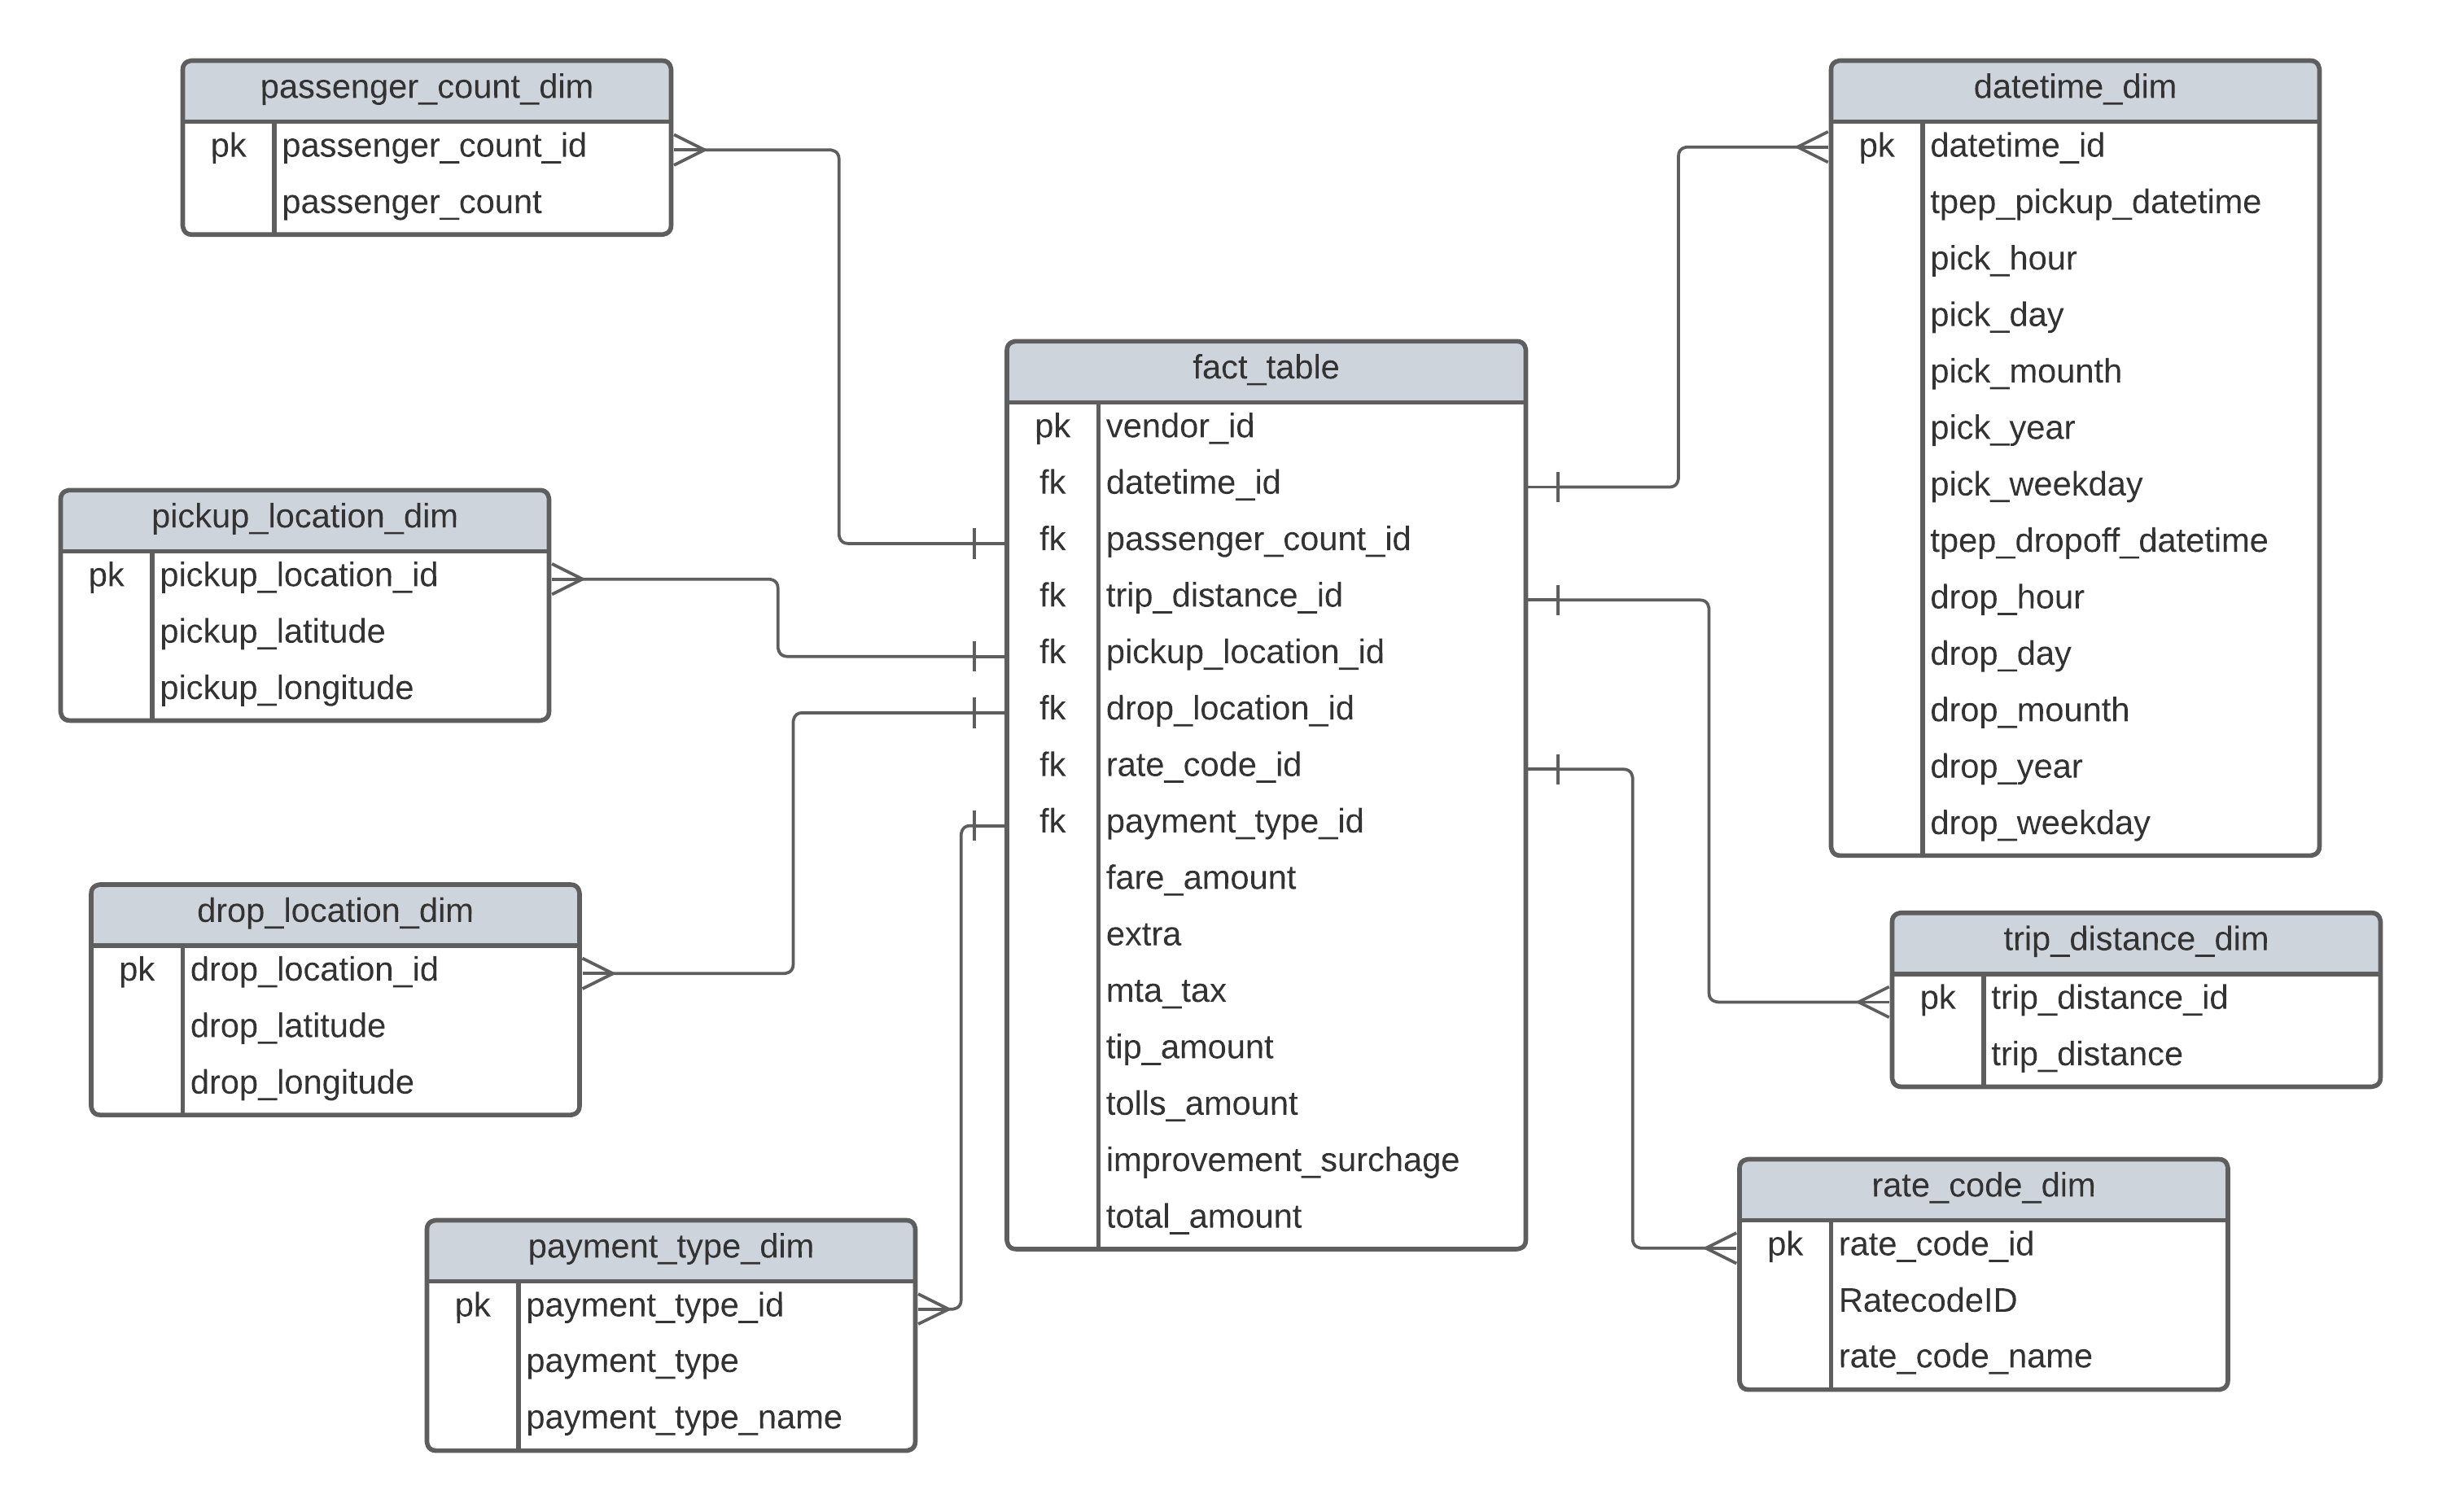 passenger_count_dim
pk passenger_count_id
passenger_count
pickup_location_dim
pk pickup_location_id
pickup_latitude
pickup_longitude
drop_location_dim
pk drop_location_id
drop_latitude
drop_longitude
payment_type_dim
pk payment_type_id
payment_type
payment_type_name
fact_table
pk vendor_id
fk datetime_id
fk passenger_count_id
fk trip_distance_id
fk pickup_location_id
fk drop_location_id
fk rate_code_id
fk payment_type_id
fare_amount
extra
mta_tax
tip_amount
tolls_amount
improvement_surchage
total_amount
datetime_dim
pk datetime_id
tpep_pickup_datetime
pick_hour
pick_day
pick_mounth
pick_year
pick_weekday
tpep_dropoff_datetime
drop_hour
drop_day
drop_mounth
drop_year
drop_weekday
trip_distance_dim
pk trip_distance_id
trip_distance
rate_code_dim
pk rate_code_id
RatecodeID
rate_code_name